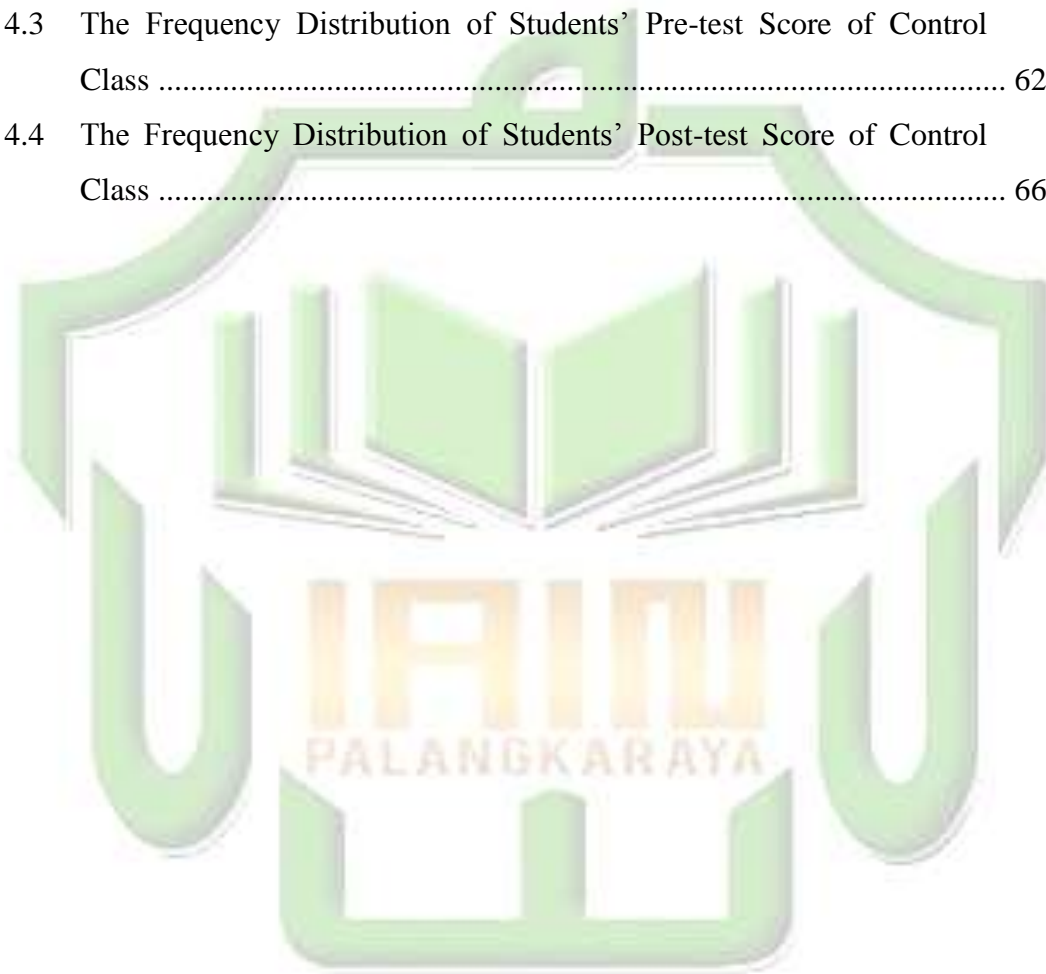 4.3 The Frequency Distribution of Students’ Pre-test Score of Control
Class ............................................................................................................ 62
4.4 The Frequency Distribution of Students’ Post-test Score of Control
Class ............................................................................................................ 66
IAIN
PALANGKARAYA